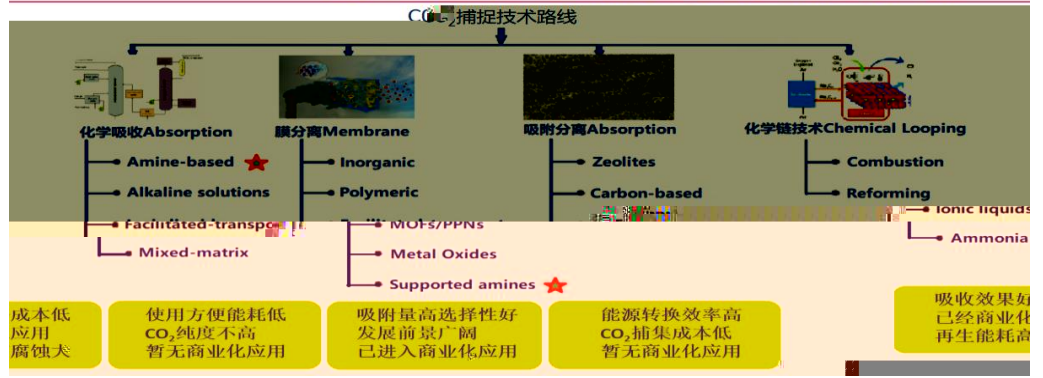 CO₂捕捉技术路线
化学吸收Absorption
膜分离Membrane
吸附分离Absorption
化学链技术Chemical Looping
Amine-based
Inorganic
Zeolites
Combustion
Alkaline solutions
Polymeric
Carbon-based
Reforming
Facilitated-transpo
MOFs/PPNs
Ionic liquids
Mixed-matrix
Metal Oxides
Ammonia
Supported amines
成本低
应用
使用方便能耗低
CO₂纯度不高
暂无商业化应用
吸附量高选择性好
发展前景广阔
已进入商业化应用
能源转换效率高
CO₂捕集成本低
暂无商业化应用
吸收效果好
已经商业化
再生能耗高